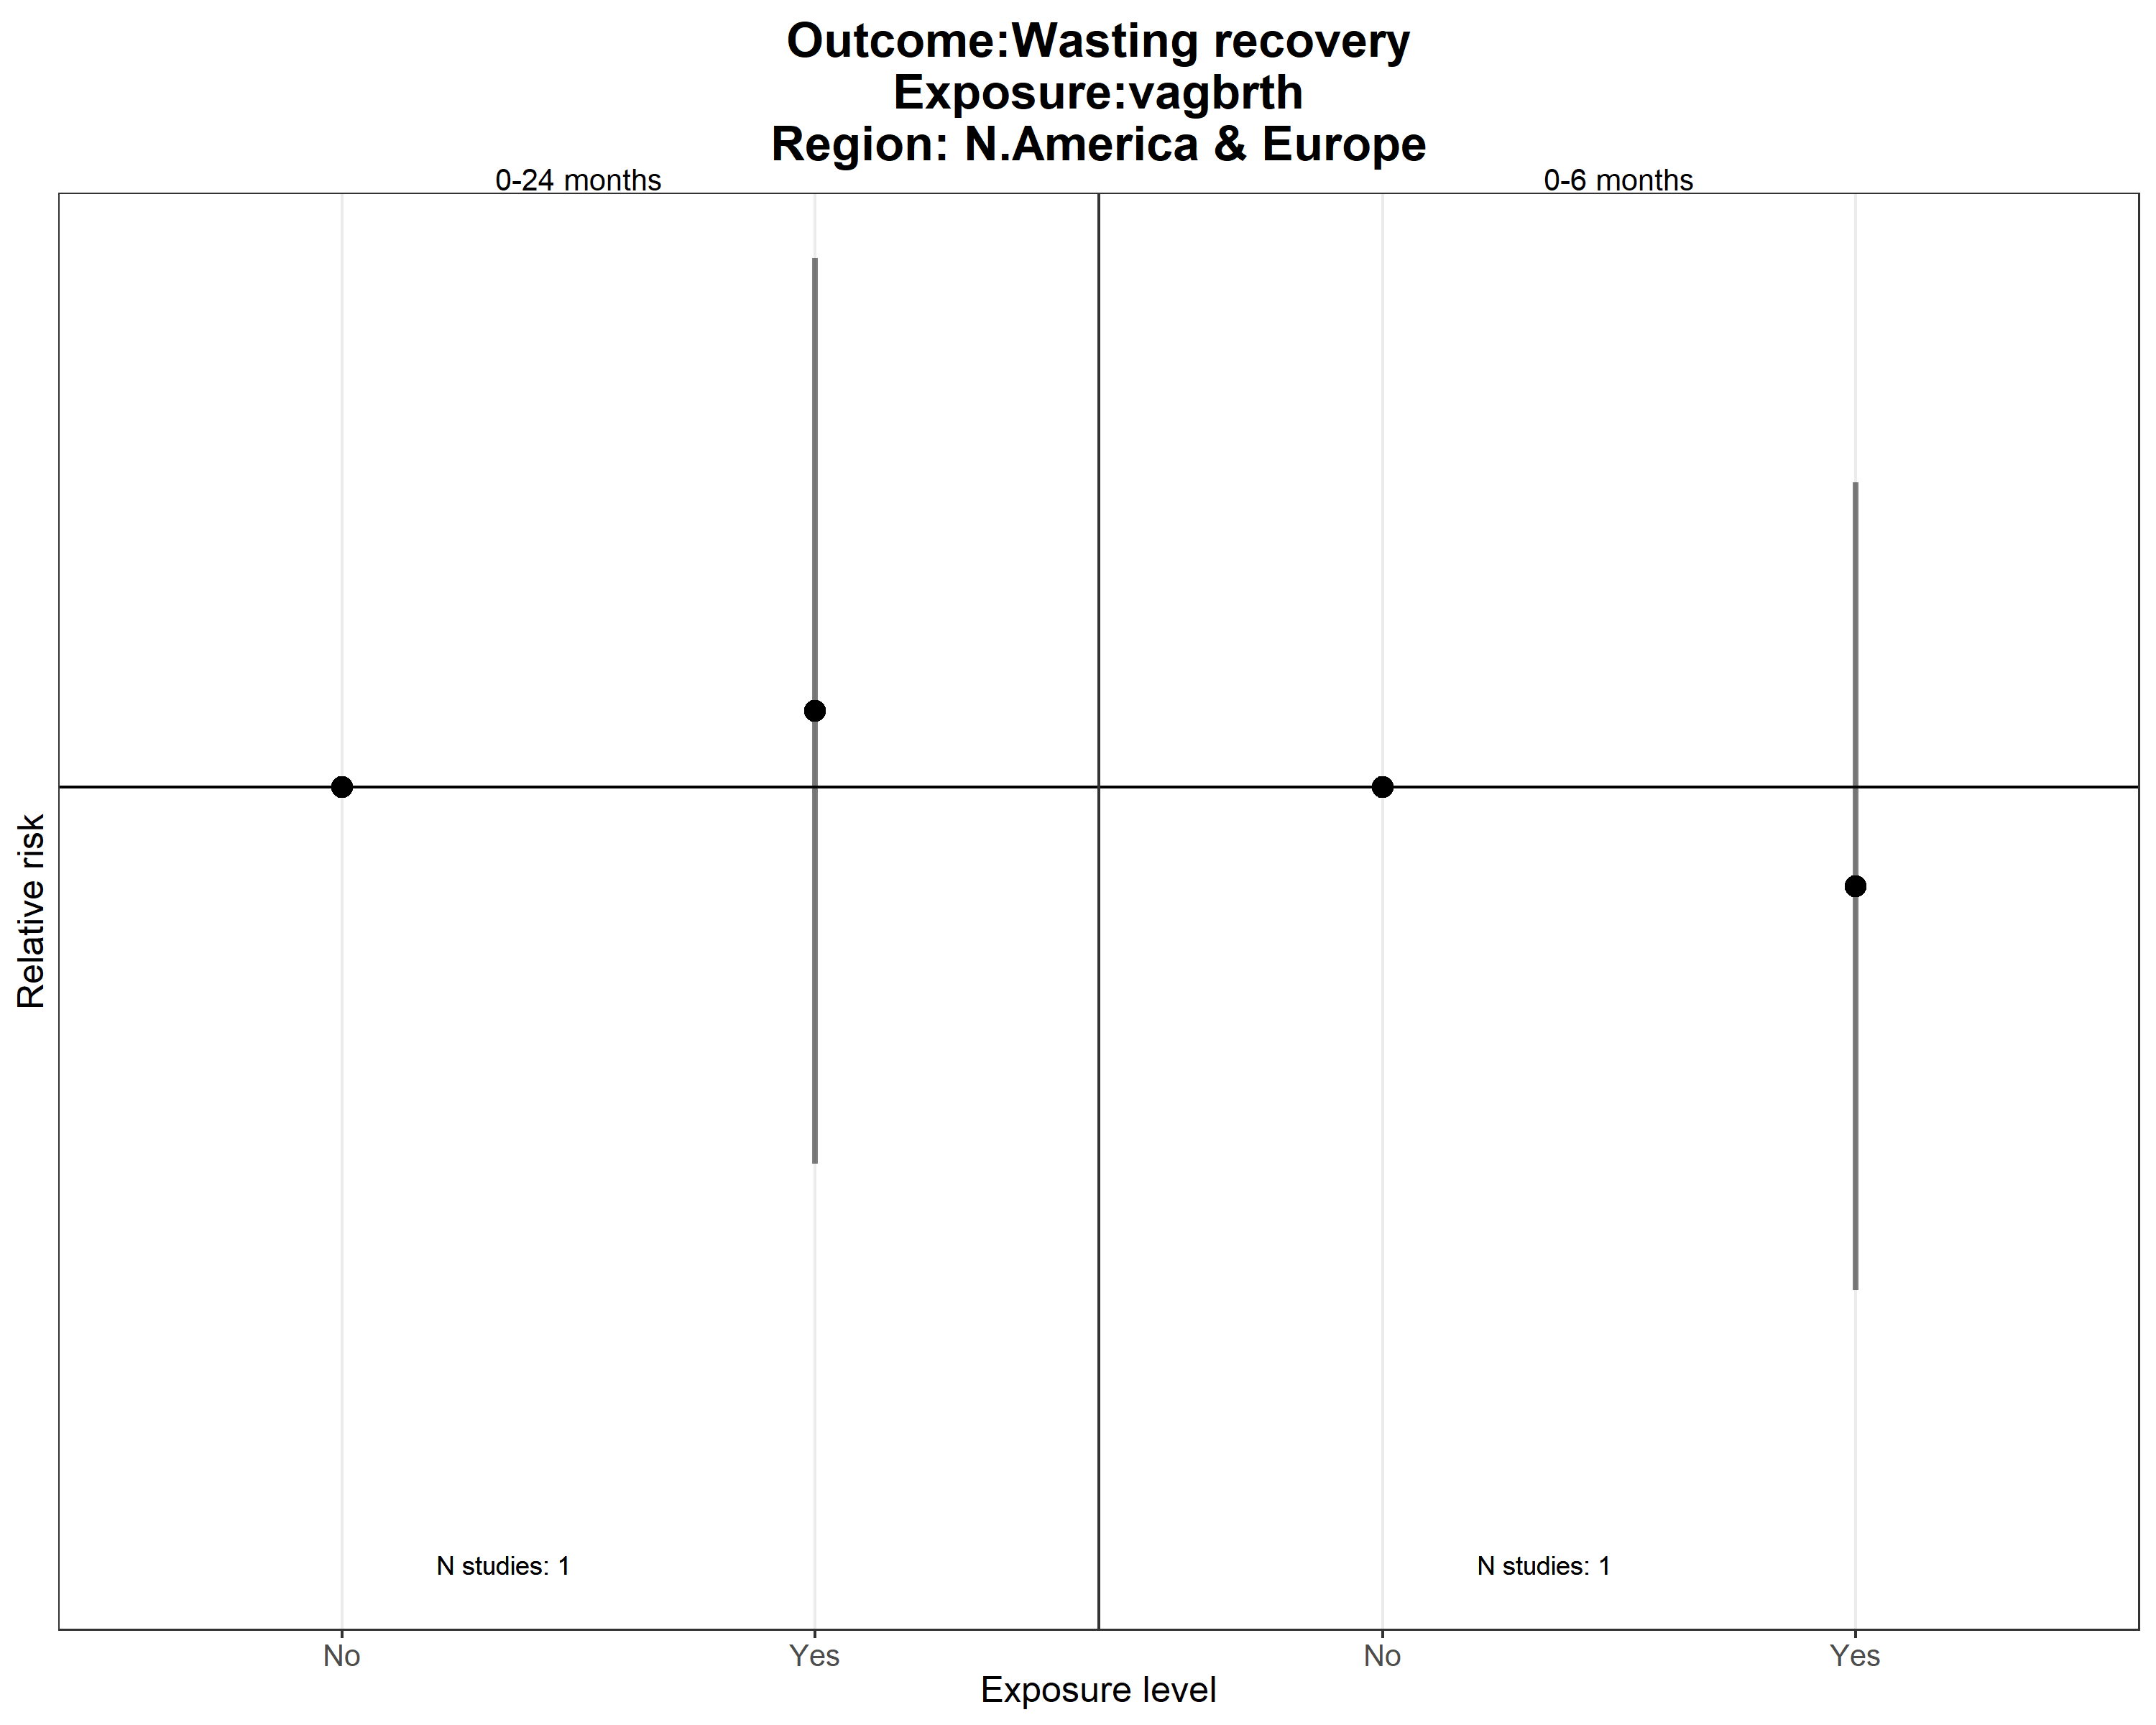 Outcome:Wasting recovery
Exposure:vagbrth
Region: N.America & Europe
0-24 months
0-6 months
Relative risk
N studies: 1
N studies: 1
No
Yes
No
Yes
Exposure level